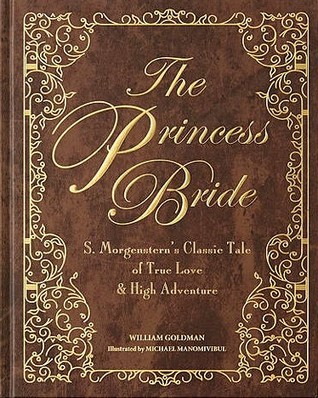 The
Princess
Bride
S. Morgenstern's Classic Tale
of True Love
& High Adventure
WILLIAM GOLDMAN
Illustrated by MICHAEL MANOMIVIBUL